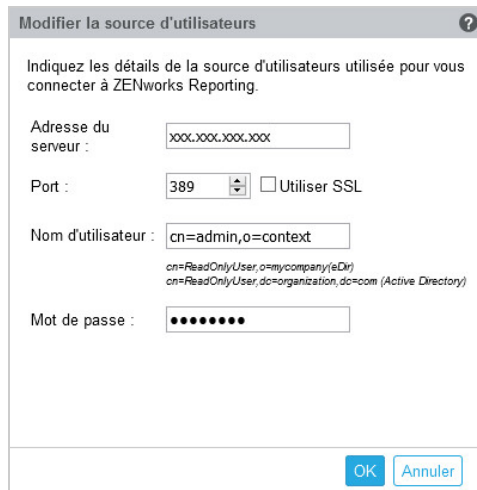 Modifier la source d'utilisateurs
?
Indiquez les détails de la source d'utilisateurs utilisée pour vous
connecter à ZENworks Reporting.
Adresse du
serveur :
xxx.xxx.xxx.xxx
Port :
389
Utiliser SSL
Nom d'utilisateur :
cn=admin,o=context
cn=ReadOnlyUser,o=mycompany(eDir)
cn=ReadOnlyUser,dc=organization,dc=com (Active Directory)
Mot de passe :
●●●●●●●●
OK
Annuler